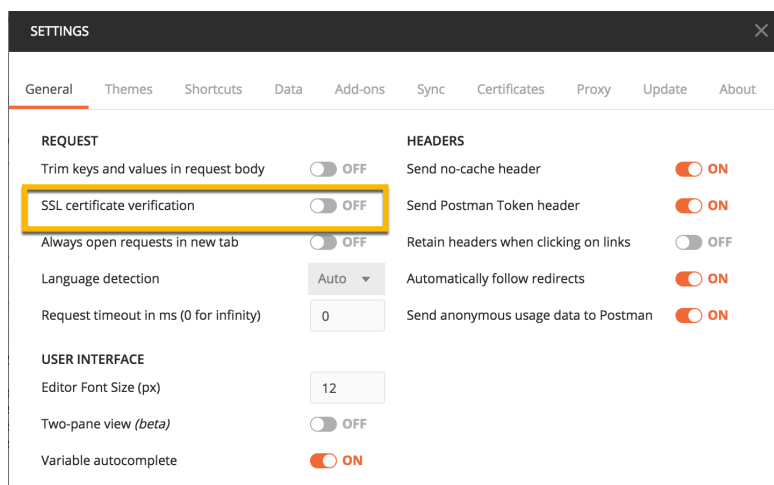 SETTINGS
General Themes Shortcuts Data Add-ons Sync Certificates Proxy Update About
REQUEST
Trim keys and values in request body OFF
SSL certificate verification OFF
Always open requests in new tab OFF
Language detection Auto
Request timeout in ms (0 for infinity) 0
USER INTERFACE
Editor Font Size (px) 12
Two-pane view (beta) OFF
Variable autocomplete ON
HEADERS
Send no-cache header ON
Send Postman Token header ON
Retain headers when clicking on links OFF
Automatically follow redirects ON
Send anonymous usage data to Postman ON